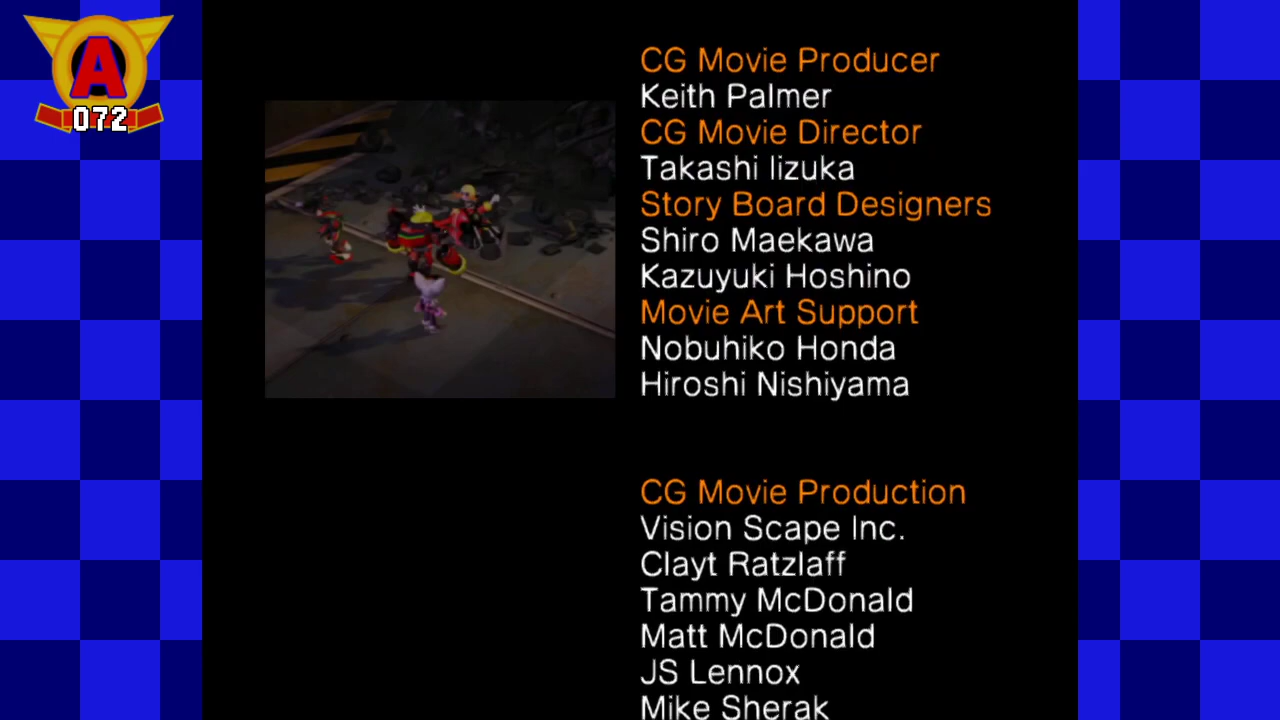 A
072
CG Movie Producer
Keith Palmer
CG Movie Director
Takashi Iizuka
Story Board Designers
Shiro Maekawa
Kazuyuki Hoshino
Movie Art Support
Nobuhiko Honda
Hiroshi Nishiyama
CG Movie Production
Vision Scape Inc.
Clayt Ratzlaff
Tammy McDonald
Matt McDonald
JS Lennox
Mike Sherak